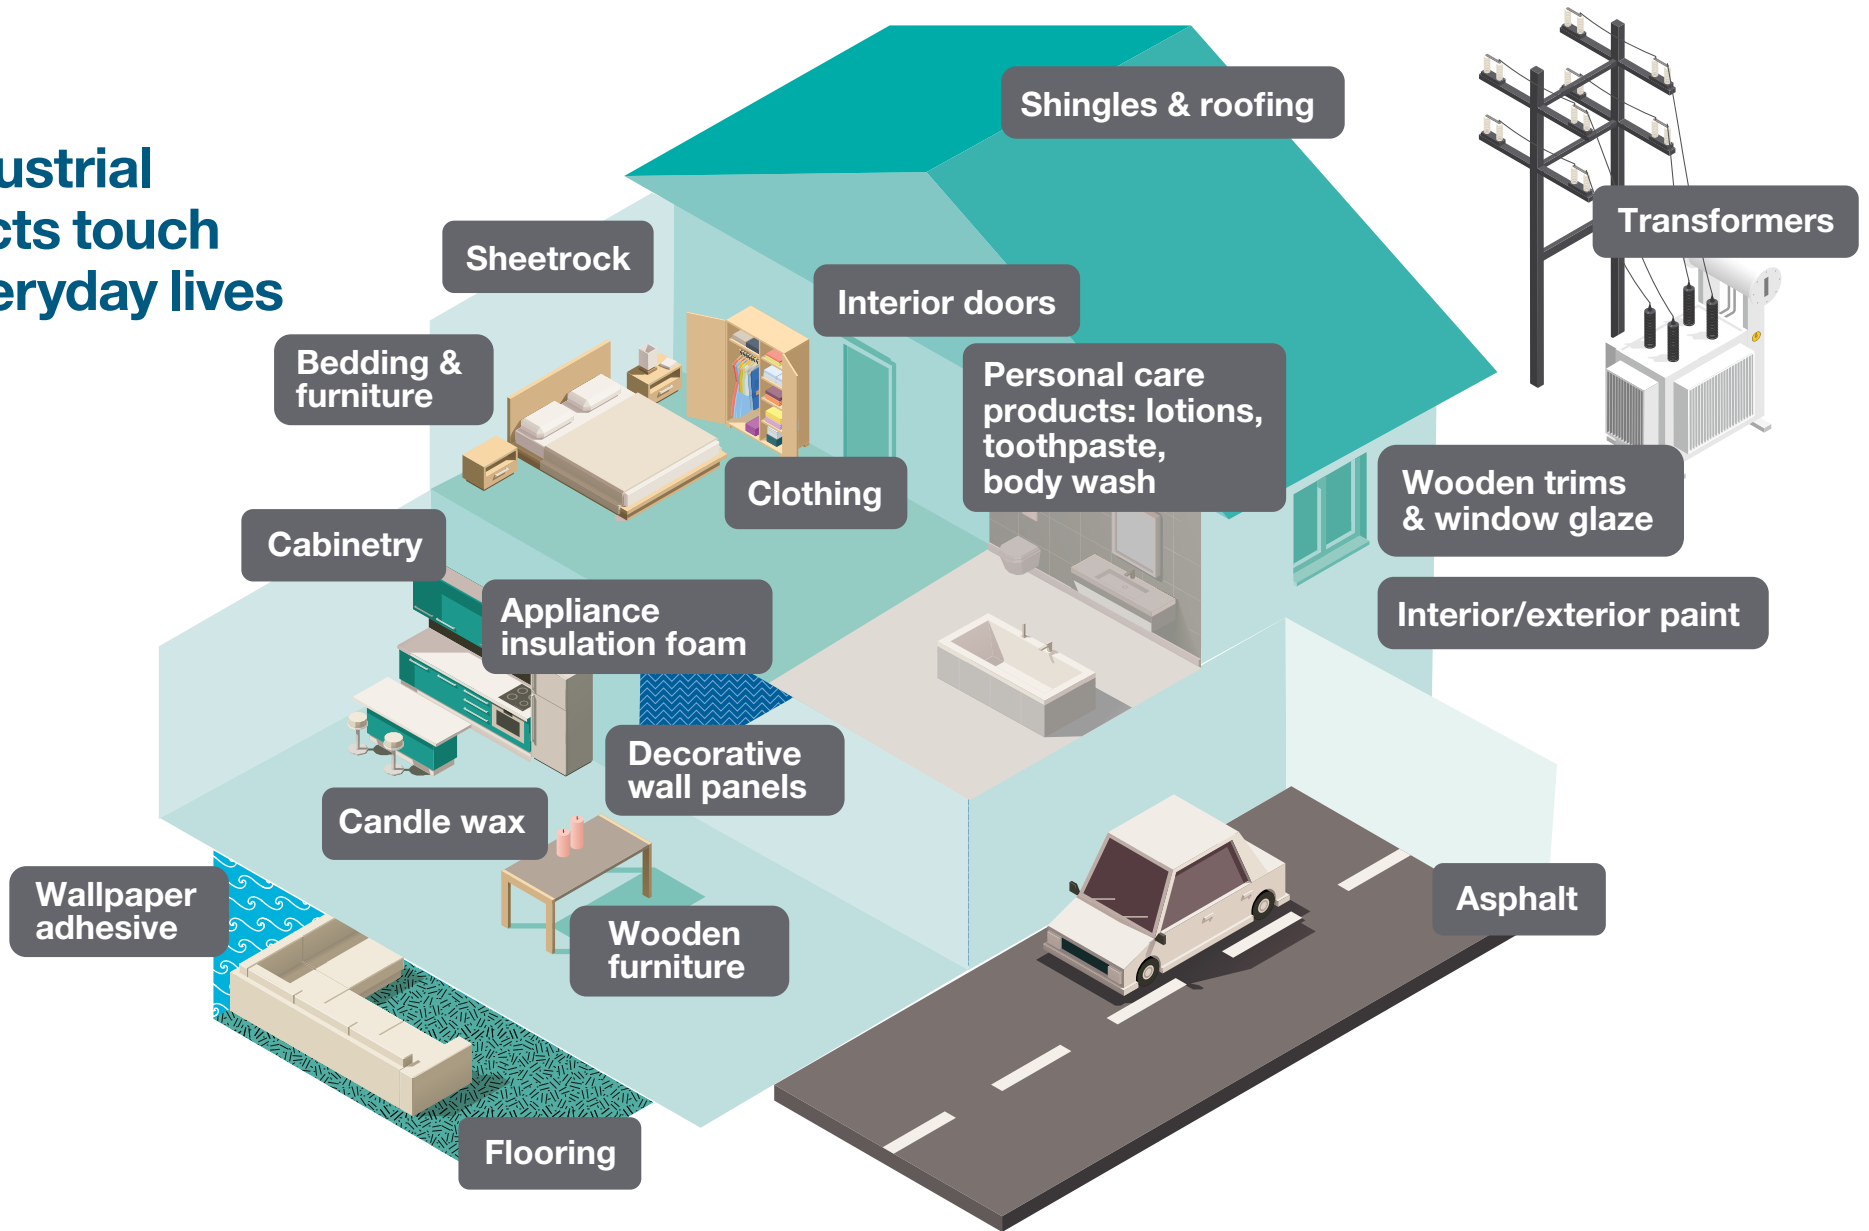 ustrial
cts touch
eryday lives
Shingles & roofing
Transformers
Sheetrock
Interior doors
Bedding &
furniture
Personal care
products: lotions,
toothpaste,
body wash
Clothing
Wooden trims
& window glaze
Cabinetry
Appliance
insulation foam
Interior/exterior paint
Decorative
wall panels
Candle wax
Wallpaper
adhesive
Asphalt
Wooden
furniture
Flooring